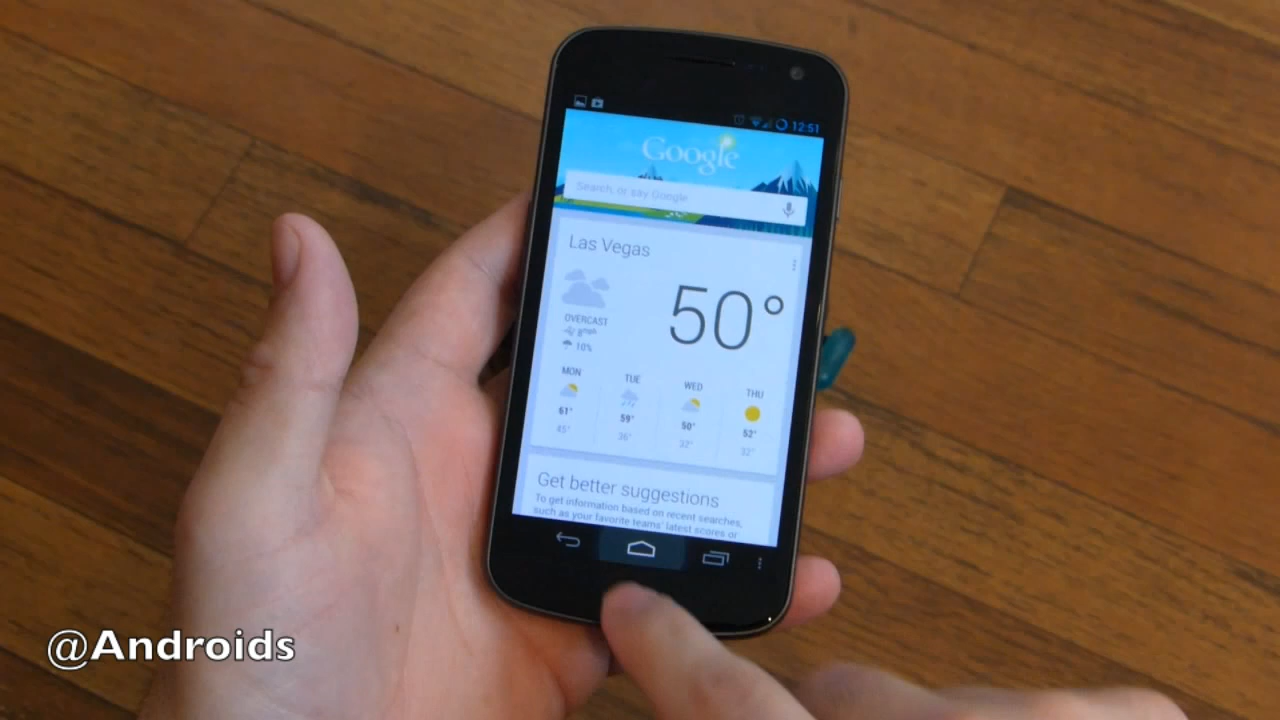 12:51
Google
Search, or say Google
Las Vegas
50°
OVERCAST
10%
MON
TUE
WED
THU
61°
59°
50°
52°
45°
36°
32°
32°
Get better suggestions
To get information based on recent searches,
such as your favorite teams' latest scores or
@Androids